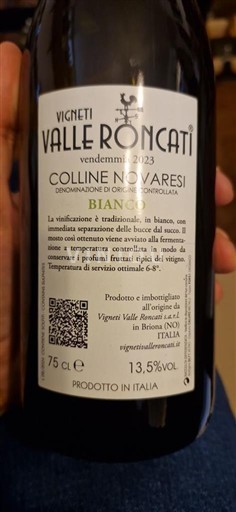 VIGNETI
VALLE RONCATI®
vendemmia 2023
COLLINE NOVARESI
DENOMINAZIONE DI ORIGINE CONTROLLATA
BIANCO
La vinificazione è tradizionale, in bianco, con
immediata separazione delle bucce dal succo. Il
mosto così ottenuto viene avviato alla fermenta-
zione a temperatura controllata in modo da
conservare i profumi fruttati tipici del vitigno.
Temperatura di servizio ottimale 6-8°.
Prodotto e imbottigliato
all'origine da
Vigneti Valle Roncati s.a.r.l.
in Briona (NO)
ITALIA
vignetivalleroncati.it
75 CL ℮
13,5%VOL.
PRODOTTO IN ITALIA